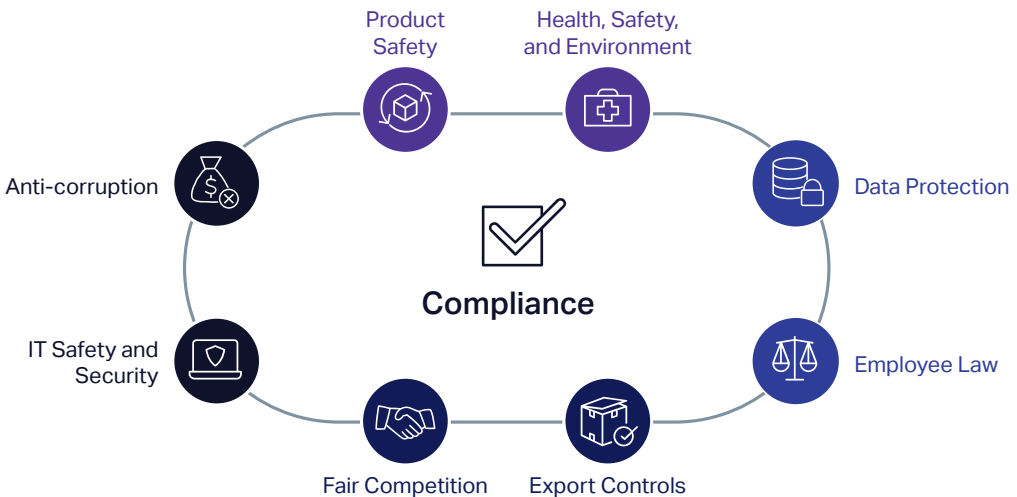 Product
Safety
Health, Safety,
and Environment
Anti-corruption
$
Data Protection
Compliance
IT Safety and
Security
Employee Law
Fair Competition
Export Controls